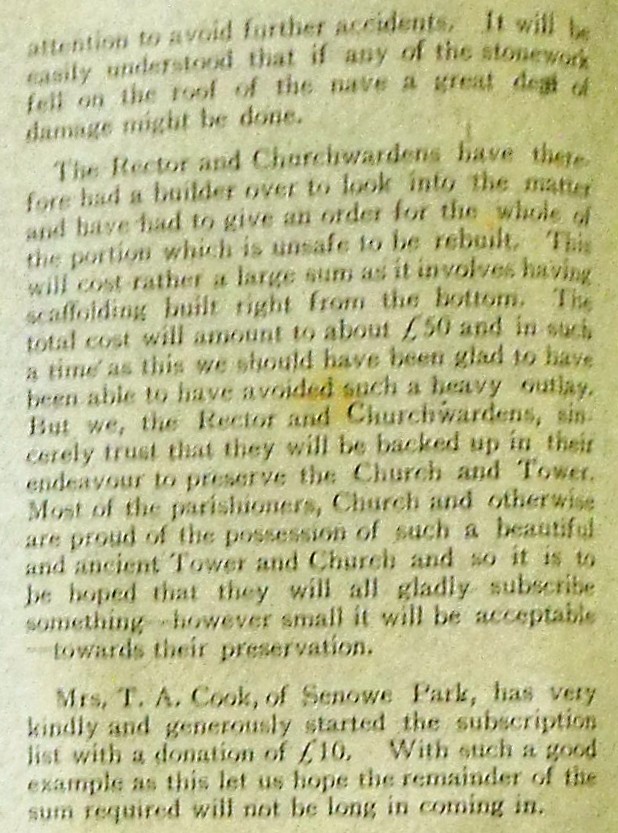 attention to avoid further accidents. It will be
easily understood that if any of the stonework
fell on the roof of the nave a great deal of
damage might be done.
The Rector and Churchwardens have there-
fore had a builder over to look into the matter
and have had to give an order for the whole of
the portion which is unsafe to be rebuilt. This
will cost rather a large sum as it involves having
scaffolding built right from the bottom. The
total cost will amount to about £50 and in such
a time as this we should have been glad to have
been able to have avoided such a heavy outlay.
But we, the Rector and Churchwardens, sin-
cerely trust that they will be backed up in their
endeavour to preserve the Church and Tower.
Most of the parishioners, Church and otherwise
are proud of the possession of such a beautiful
and ancient Tower and Church and so it is to
be hoped that they will all gladly subscribe
something—however small it will be acceptable
—towards their preservation.
Mrs. T. A. Cook, of Senowe Park, has very
kindly and generously started the subscription
list with a donation of £10. With such a good
example as this let us hope the remainder of the
sum required will not be long in coming in.